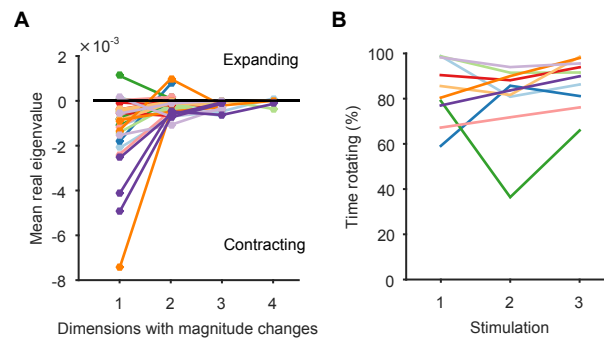 A
×10⁻³
2
0
-2
-4
-6
-8
Mean real eigenvalue
Expanding
Contracting
1 2 3 4
Dimensions with magnitude changes
B
100
80
60
40
20
0
Time rotating (%)
1 2 3
Stimulation